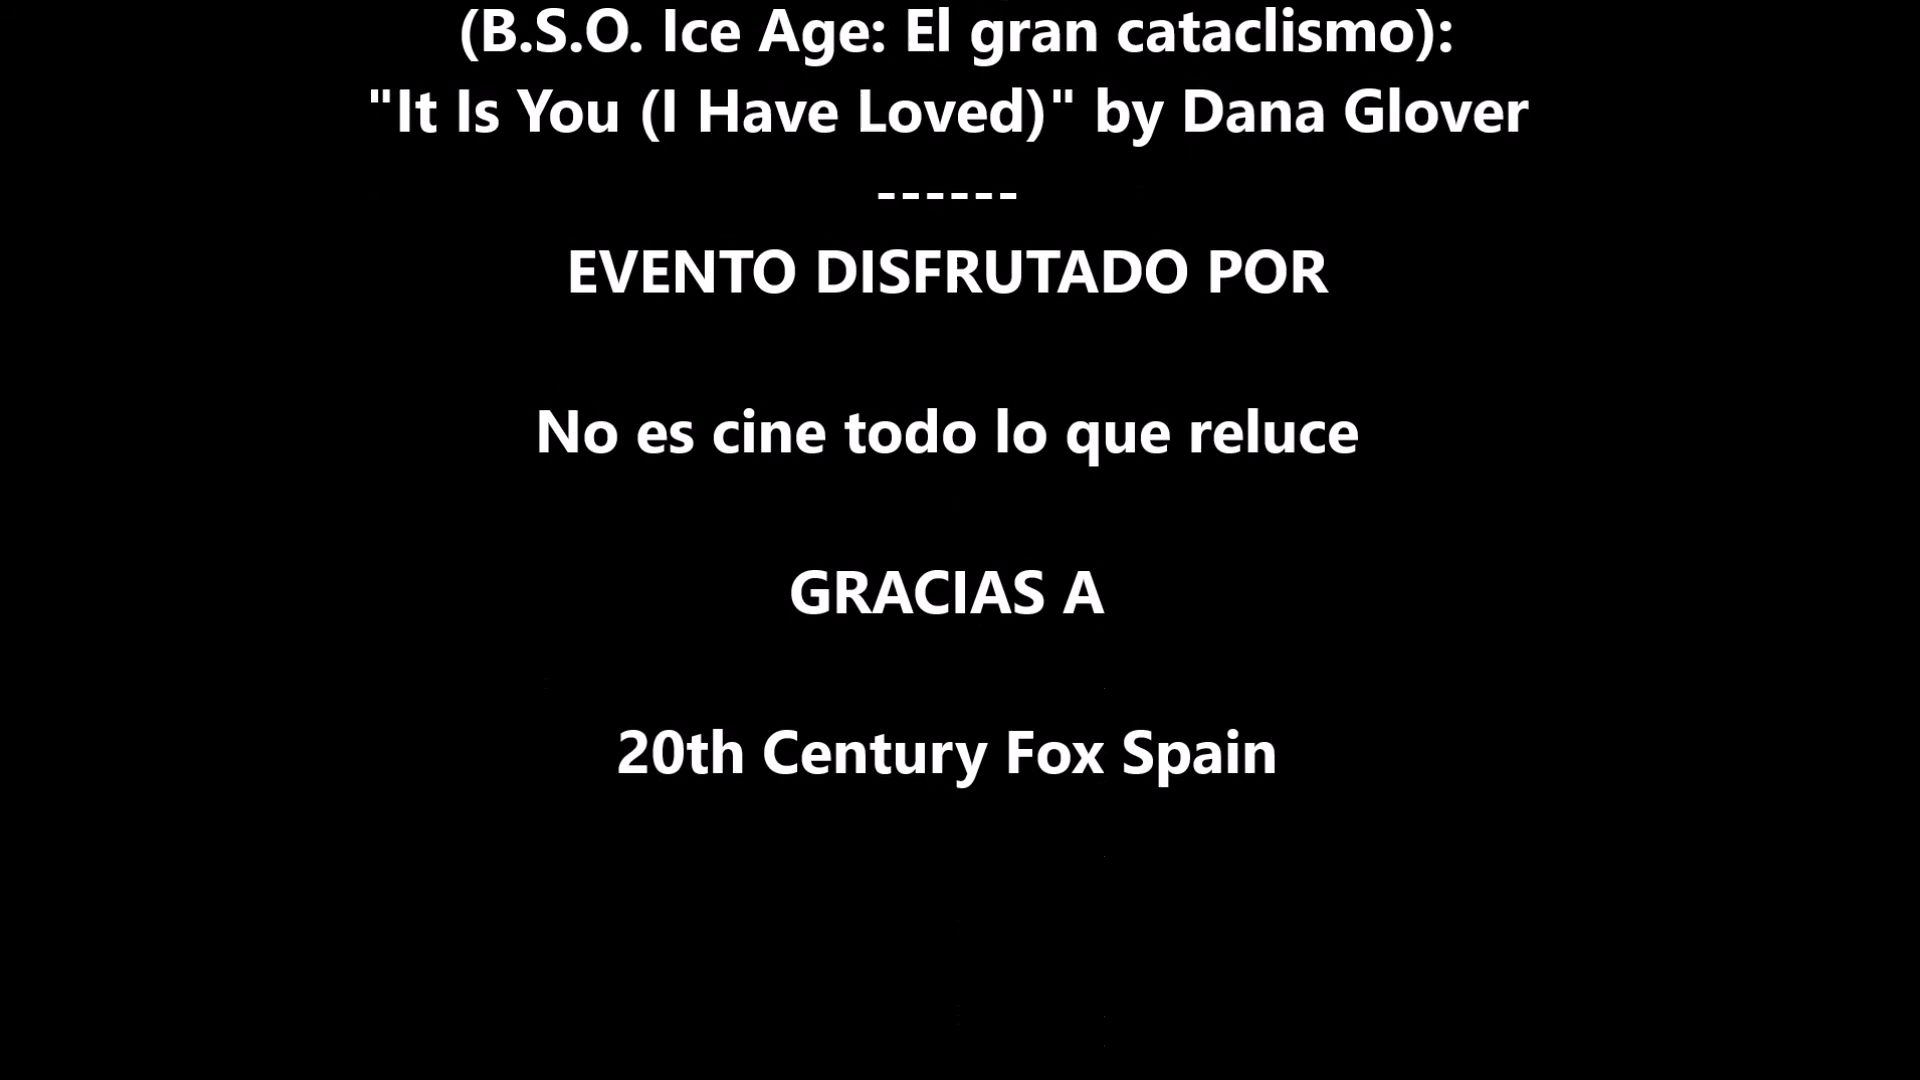 (B.S.O. Ice Age: El gran cataclismo):
"It Is You (I Have Loved)" by Dana Glover
------
EVENTO DISFRUTADO POR
No es cine todo lo que reluce
GRACIAS A
20th Century Fox Spain